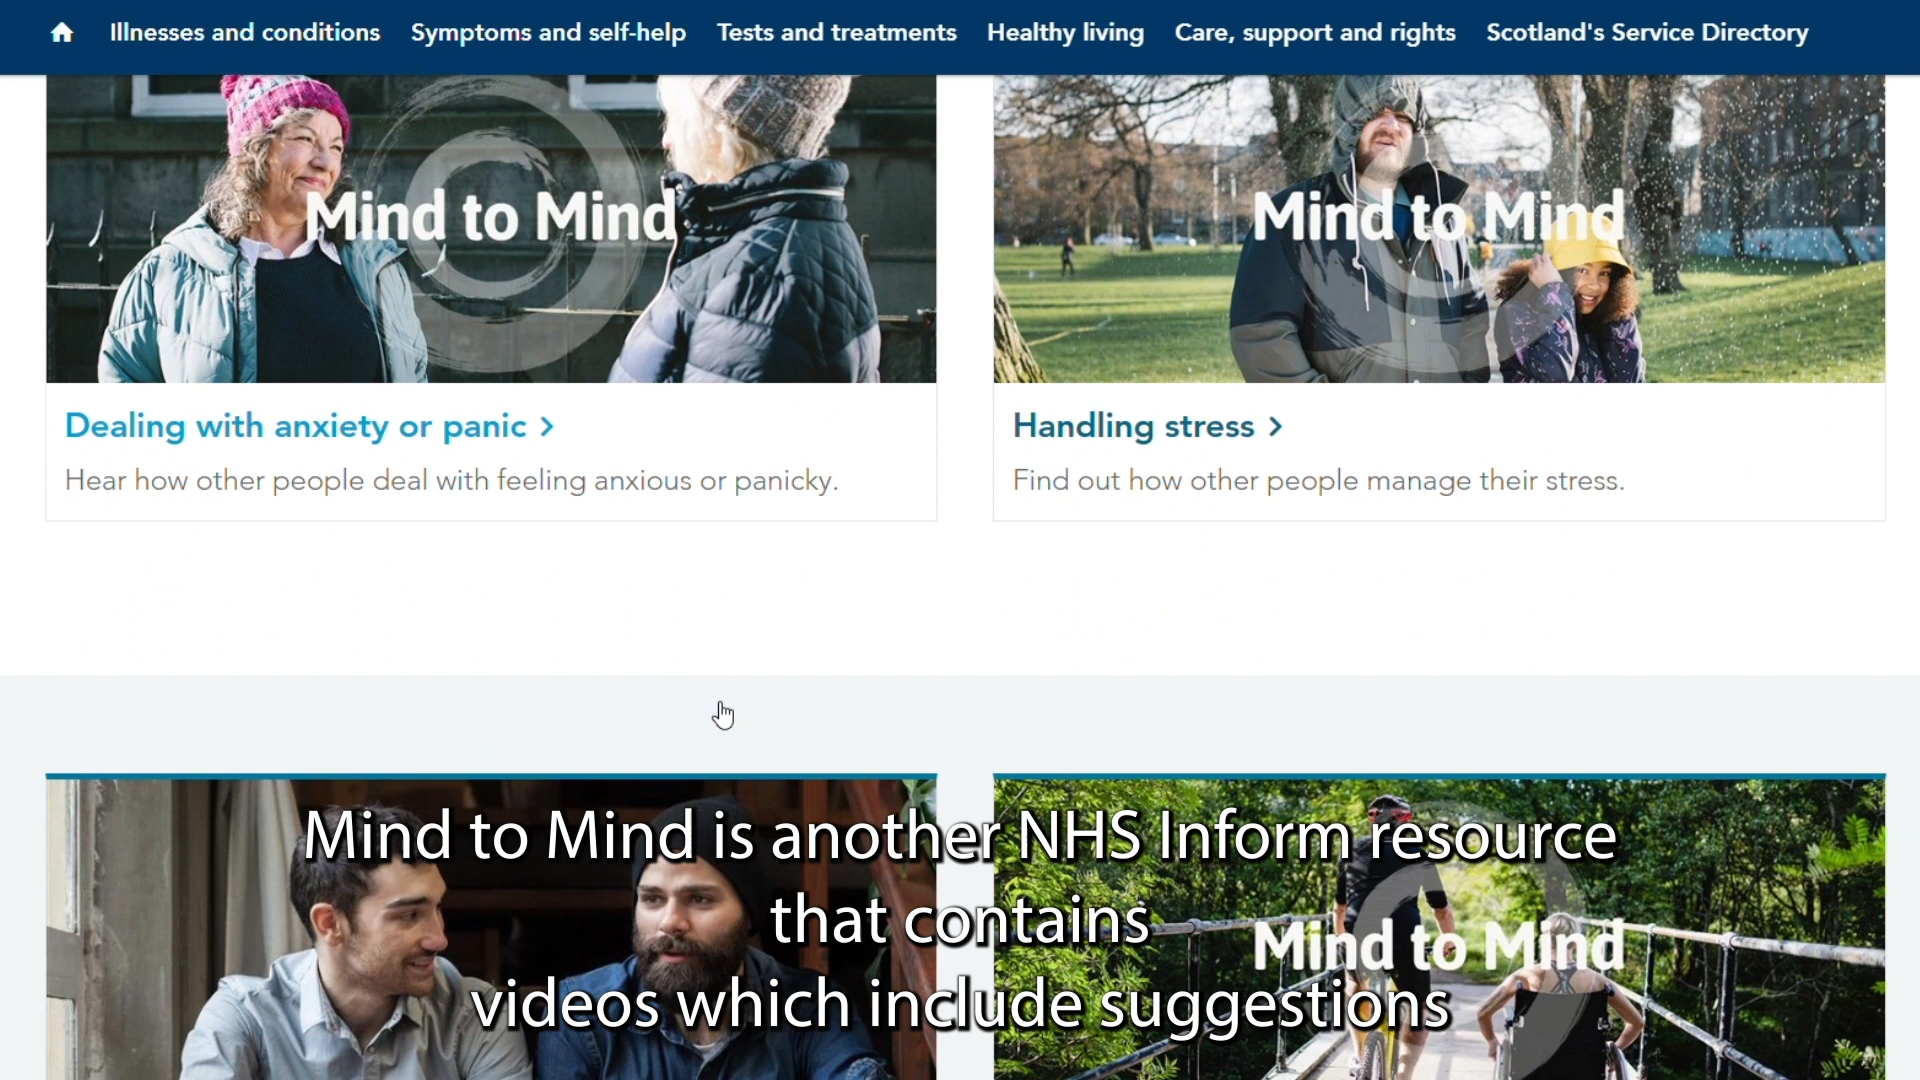 Illnesses and conditions Symptoms and self-help Tests and treatments Healthy living Care, support and rights Scotland's Service Directory
Mind to Mind
Mind to Mind
Dealing with anxiety or panic
Hear how other people deal with feeling anxious or panicky.
Handling stress
Find out how other people manage their stress.
Mind to Mind is another NHS Inform resource
that contains
videos which include suggestions
Mind to Mind